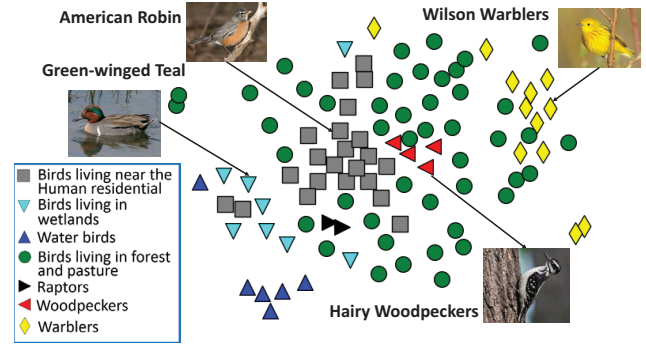 American Robin
Wilson Warblers
Green-winged Teal
Birds living near the
Human residential
Birds living in
wetlands
Water birds
Birds living in forest
and pasture
Raptors
Woodpeckers
Warblers
Hairy Woodpeckers